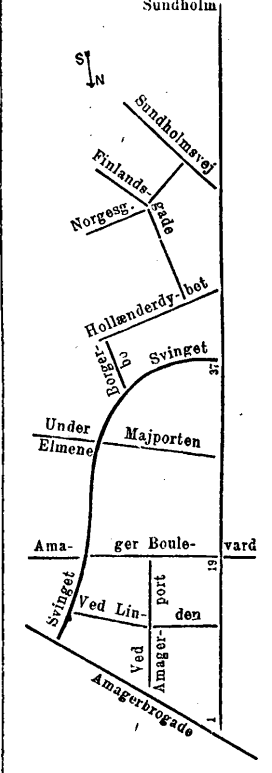 Sundholm
S
N
Sundholmsvej
Finlands-
gade
Norgesg.
Hollænderdy-
bet
Borger-
bo
Svinget
37
Under
Elmene
Majporten
Ama-
ger Boule-
vard
19
Svinget
Ved Lin-
den
Ved
Amager-
port
Amagerbrogade
1